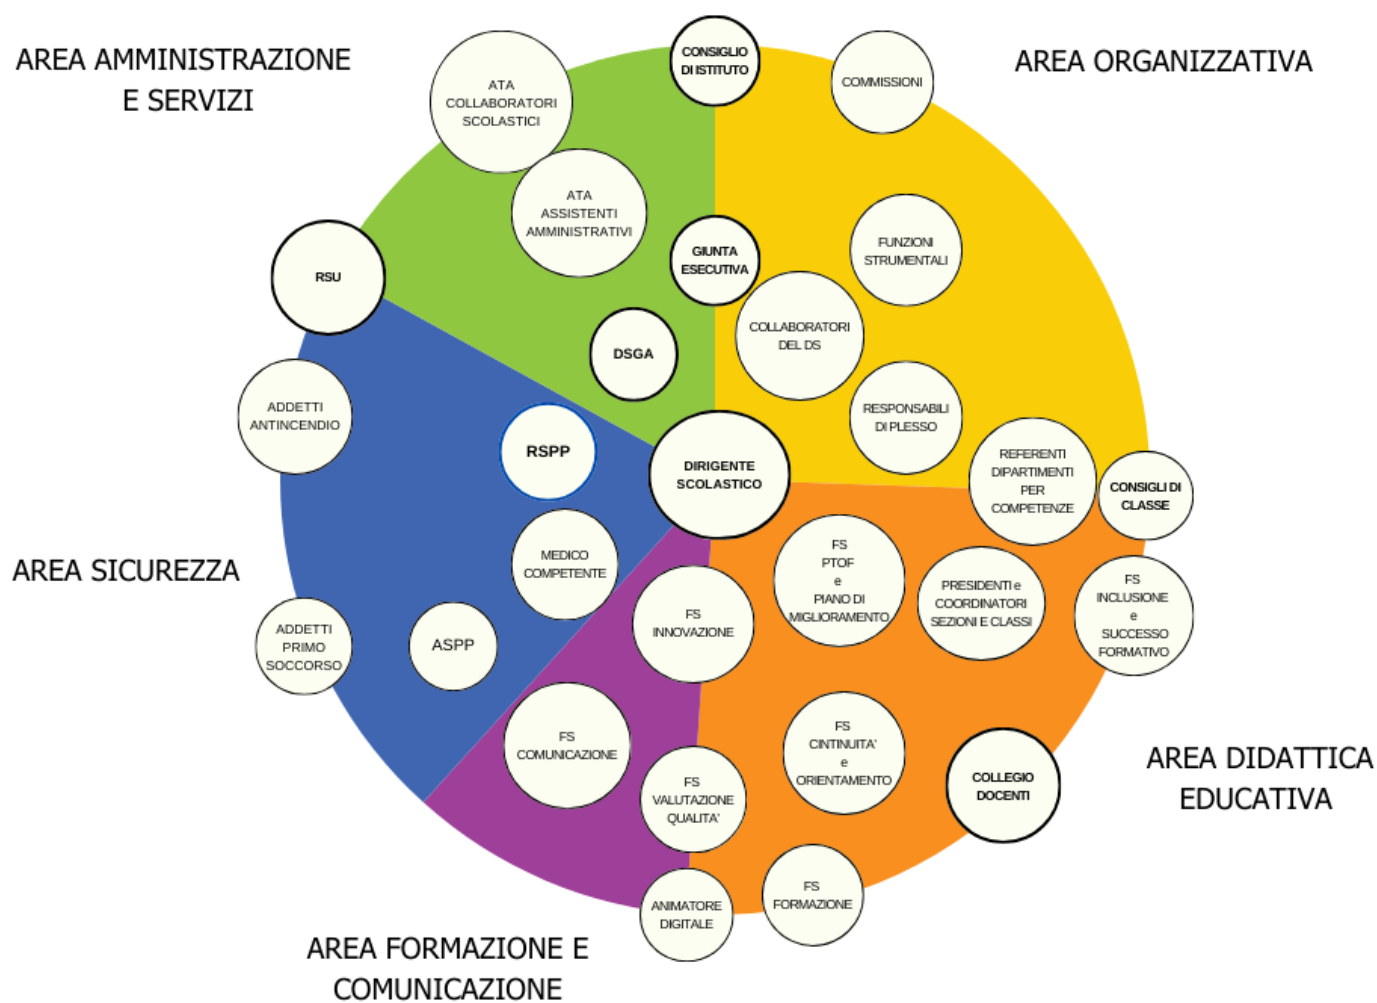 AREA AMMINISTRAZIONE
E SERVIZI
AREA ORGANIZZATIVA
CONSIGLIO
DI ISTITUTO
COMMISSIONI
ATA
COLLABORATORI
SCOLASTICI
ATA
ASSISTENTI
AMMINISTRATIVI
GIUNTA
ESECUTIVA
FUNZIONI
STRUMENTALI
RSU
DSGA
COLLABORATORI
DEL DS
ADDETTI
ANTINCENDIO
RSPP
DIRIGENTE
SCOLASTICO
RESPONSABILI
DI PLESSO
REFERENTI
DIPARTIMENTI
PER
COMPETENZE
CONSIGLI DI
CLASSE
AREA SICUREZZA
MEDICO
COMPETENTE
FS
PTOF
e
PIANO DI
MIGLIORAMENTO
PRESIDENTI e
COORDINATORI
SEZIONI E CLASSI
FS
INCLUSIONE
e
SUCCESSO
FORMATIVO
ADDETTI
PRIMO
SOCCORSO
ASPP
FS
INNOVAZIONE
FS
COMUNICAZIONE
FS
VALUTAZIONE
QUALITA'
FS
CINTINUITA'
e
ORIENTAMENTO
COLLEGIO
DOCENTI
AREA DIDATTICA
EDUCATIVA
ANIMATORE
DIGITALE
FS
FORMAZIONE
AREA FORMAZIONE E
COMUNICAZIONE